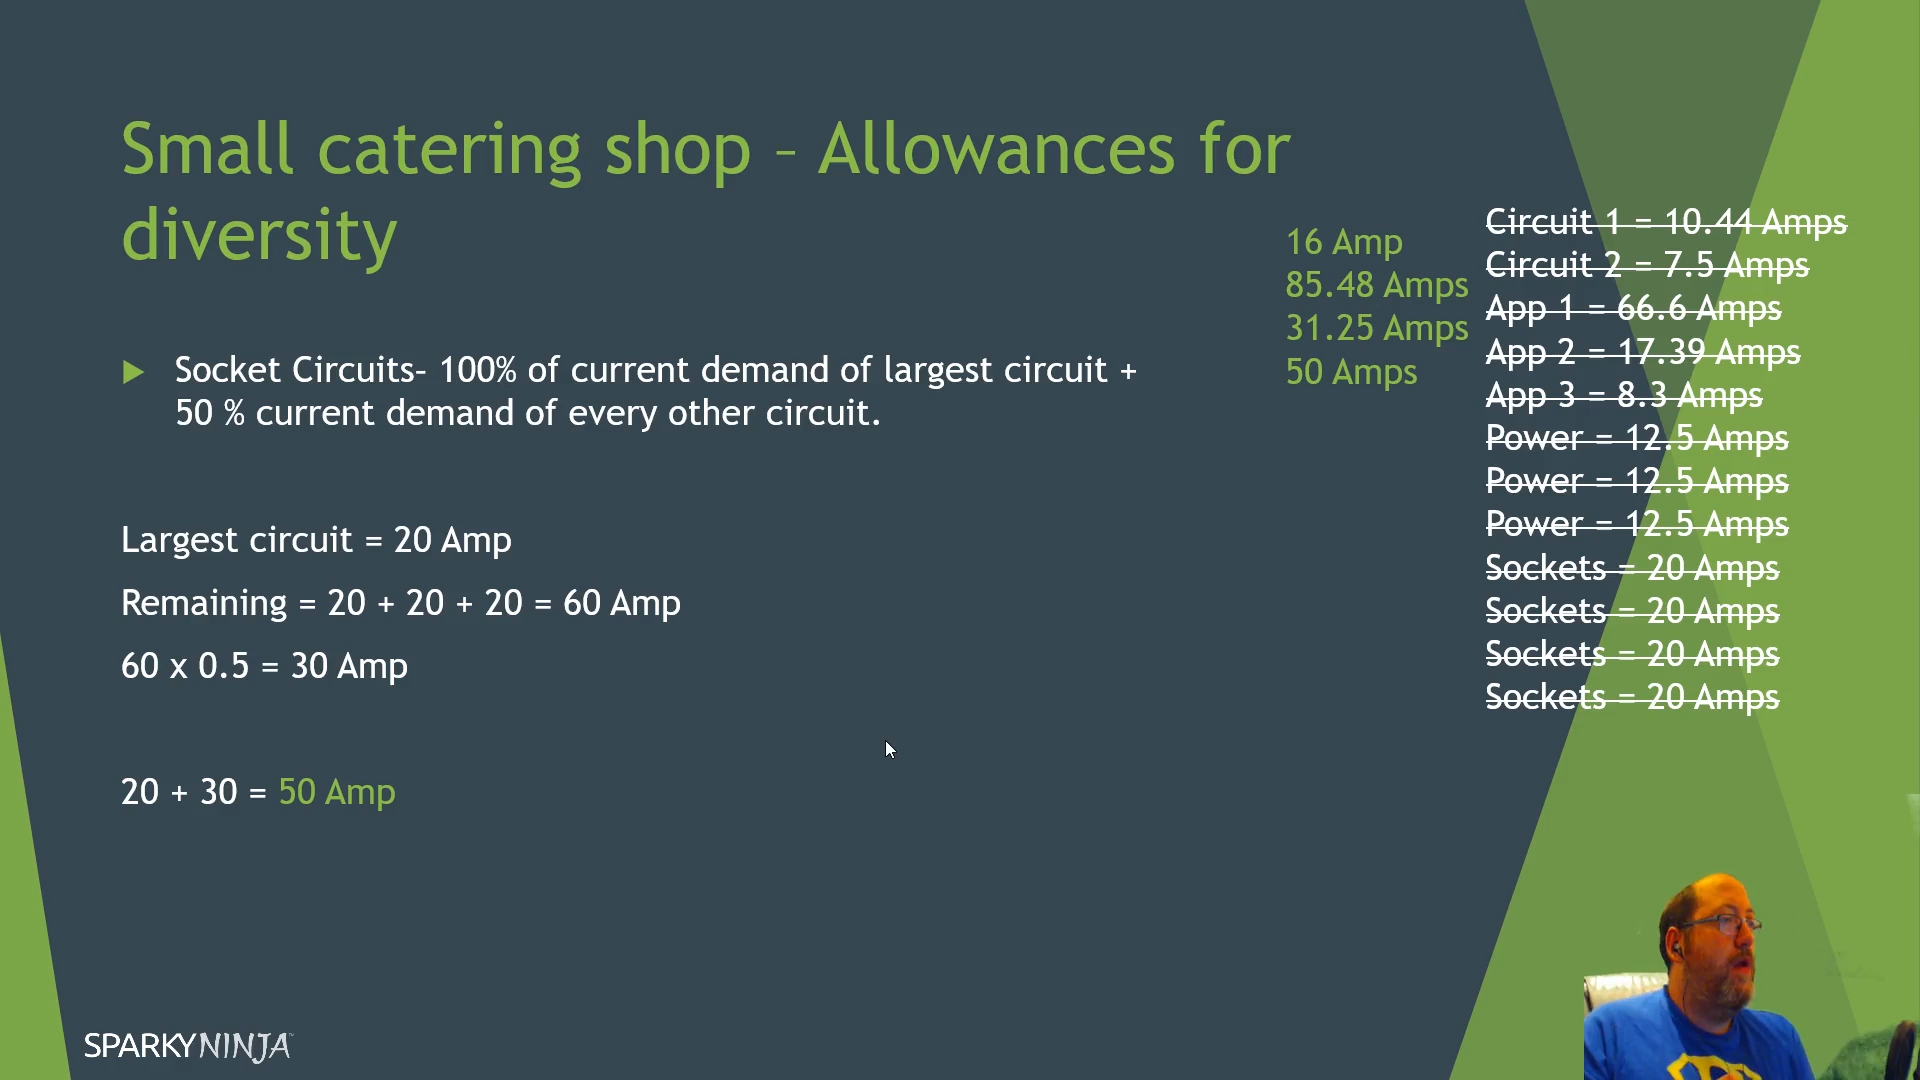 Small catering shop – Allowances for
diversity
Socket Circuits– 100% of current demand of largest circuit +
50 % current demand of every other circuit.
Largest circuit = 20 Amp
Remaining = 20 + 20 + 20 = 60 Amp
60 x 0.5 = 30 Amp
20 + 30 = 50 Amp
16 Amp
85.48 Amps
31.25 Amps
50 Amps
Circuit 1 = 10.44 Amps
Circuit 2 = 7.5 Amps
App 1 = 66.6 Amps
App 2 = 17.39 Amps
App 3 = 8.3 Amps
Power = 12.5 Amps
Power = 12.5 Amps
Power = 12.5 Amps
Sockets = 20 Amps
Sockets = 20 Amps
Sockets = 20 Amps
Sockets = 20 Amps
SPARKYNINJA